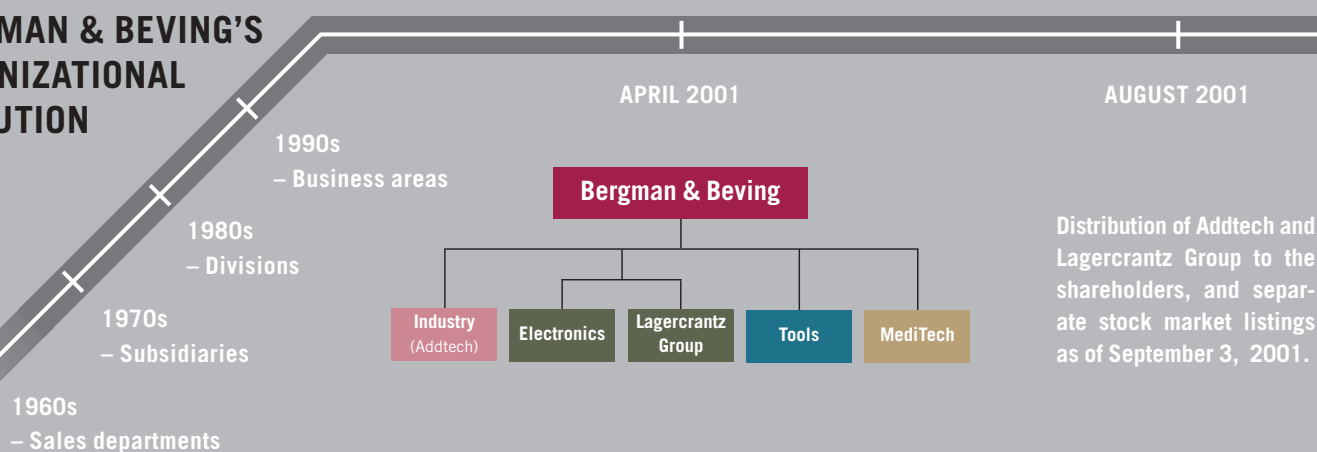 MAN & BEVING'S
NIZATIONAL
UTION
APRIL 2001
AUGUST 2001
1990s
– Business areas
Bergman & Beving
1980s
– Divisions
Distribution of Addtech and
Lagercrantz Group to the
shareholders, and separ-
ate stock market listings
as of September 3, 2001.
Industry
(Addtech)
Electronics
Lagercrantz
Group
Tools
MediTech
1970s
– Subsidiaries
1960s
– Sales departments